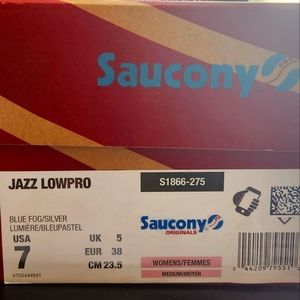 Saucony
JAZZ LOWPRO
S1866-275
BLUE FOG/SILVER
LUMIÈRE/BLEUPASTEL
USA UK 5
7 EUR 38
CM 23.5
4700444541
Saucony
ORIGINALS
WOMENS/FEMMES
MEDIUM/MOYEN